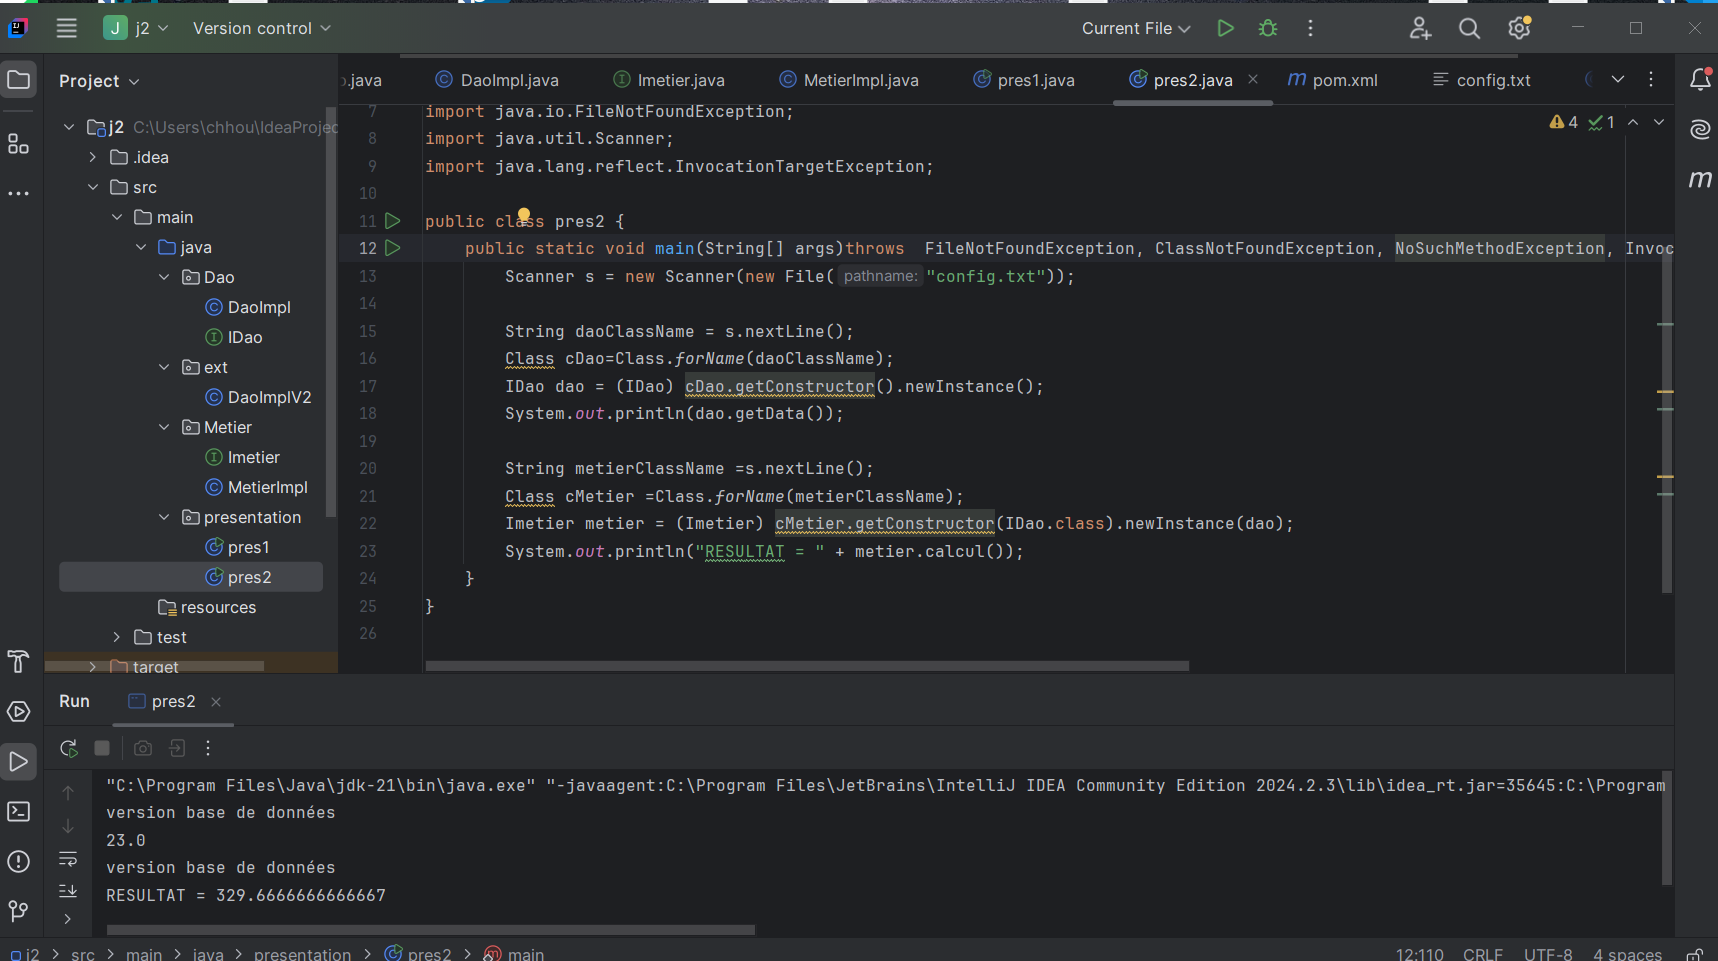 J j2 Version control Current File
Project
.java DaoImpl.java Imetier.java MetierImpl.java pres1.java pres2.java pom.xml config.txt
j2 C:\Users\chhou\IdeaProjec
.idea
src
main
java
Dao
DaoImpl
IDao
ext
DaoImplV2
Metier
Imetier
MetierImpl
presentation
pres1
pres2
resources
test
target
4 1
7 import java.io.FileNotFoundException;
8 import java.util.Scanner;
9 import java.lang.reflect.InvocationTargetException;
10
11 public class pres2 {
12 public static void main(String[] args)throws  FileNotFoundException, ClassNotFoundException, NoSuchMethodException, Invoc
13 Scanner s = new Scanner(new File( pathname: "config.txt"));
14
15 String daoClassName = s.nextLine();
16 Class cDao=Class.forName(daoClassName);
17 IDao dao = (IDao) cDao.getConstructor().newInstance();
18 System.out.println(dao.getData());
19
20 String metierClassName =s.nextLine();
21 Class cMetier =Class.forName(metierClassName);
22 Imetier metier = (Imetier) cMetier.getConstructor(IDao.class).newInstance(dao);
23 System.out.println("RESULTAT = " + metier.calcul());
24 }
25 }
26
Run pres2
"C:\Program Files\Java\jdk-21\bin\java.exe" "-javaagent:C:\Program Files\JetBrains\IntelliJ IDEA Community Edition 2024.2.3\lib\idea_rt.jar=35645:C:\Program
version base de données
23.0
version base de données
RESULTAT = 329.6666666666667
j2 > src > main > java > presentation > pres2 > main 12:110 CRLF UTF-8 4 spaces